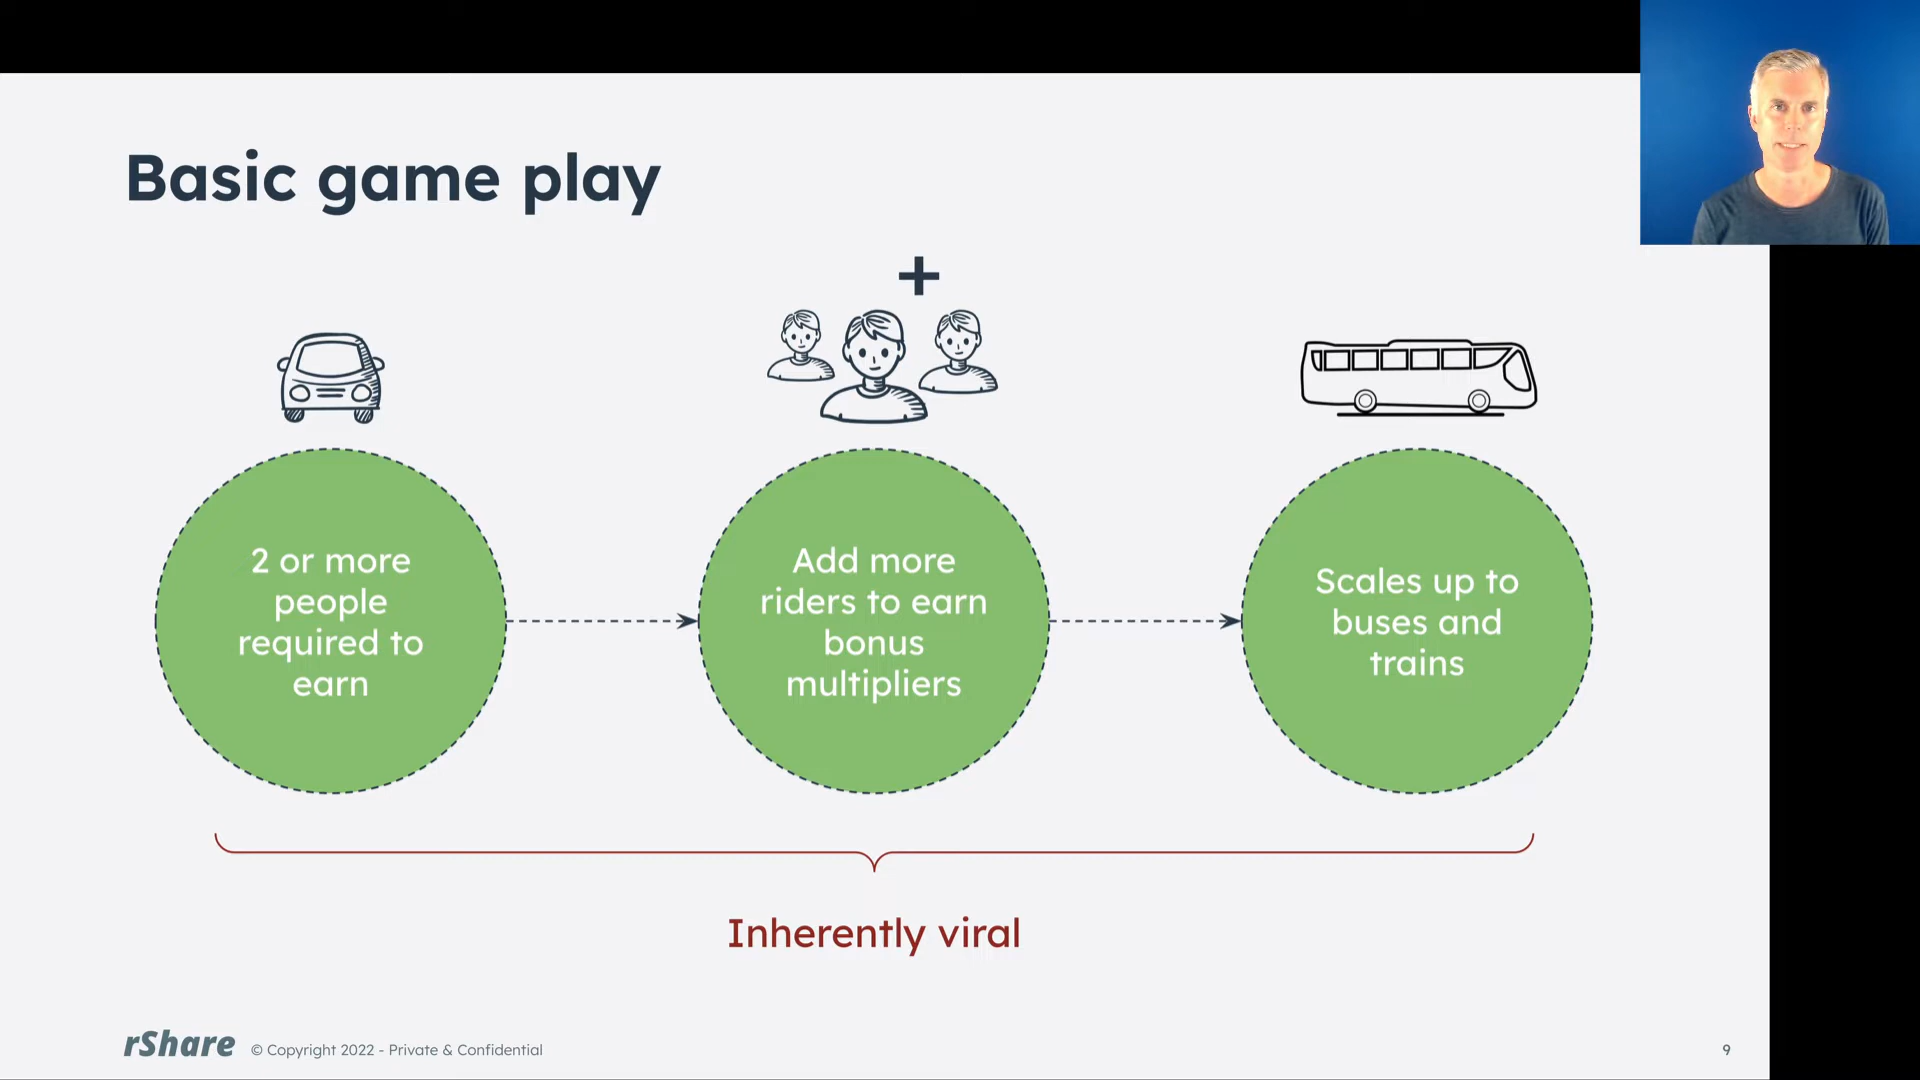 Basic game play
+
2 or more
people
required to
earn
Add more
riders to earn
bonus
multipliers
Scales up to
buses and
trains
Inherently viral
rShare © Copyright 2022 - Private & Confidential
9